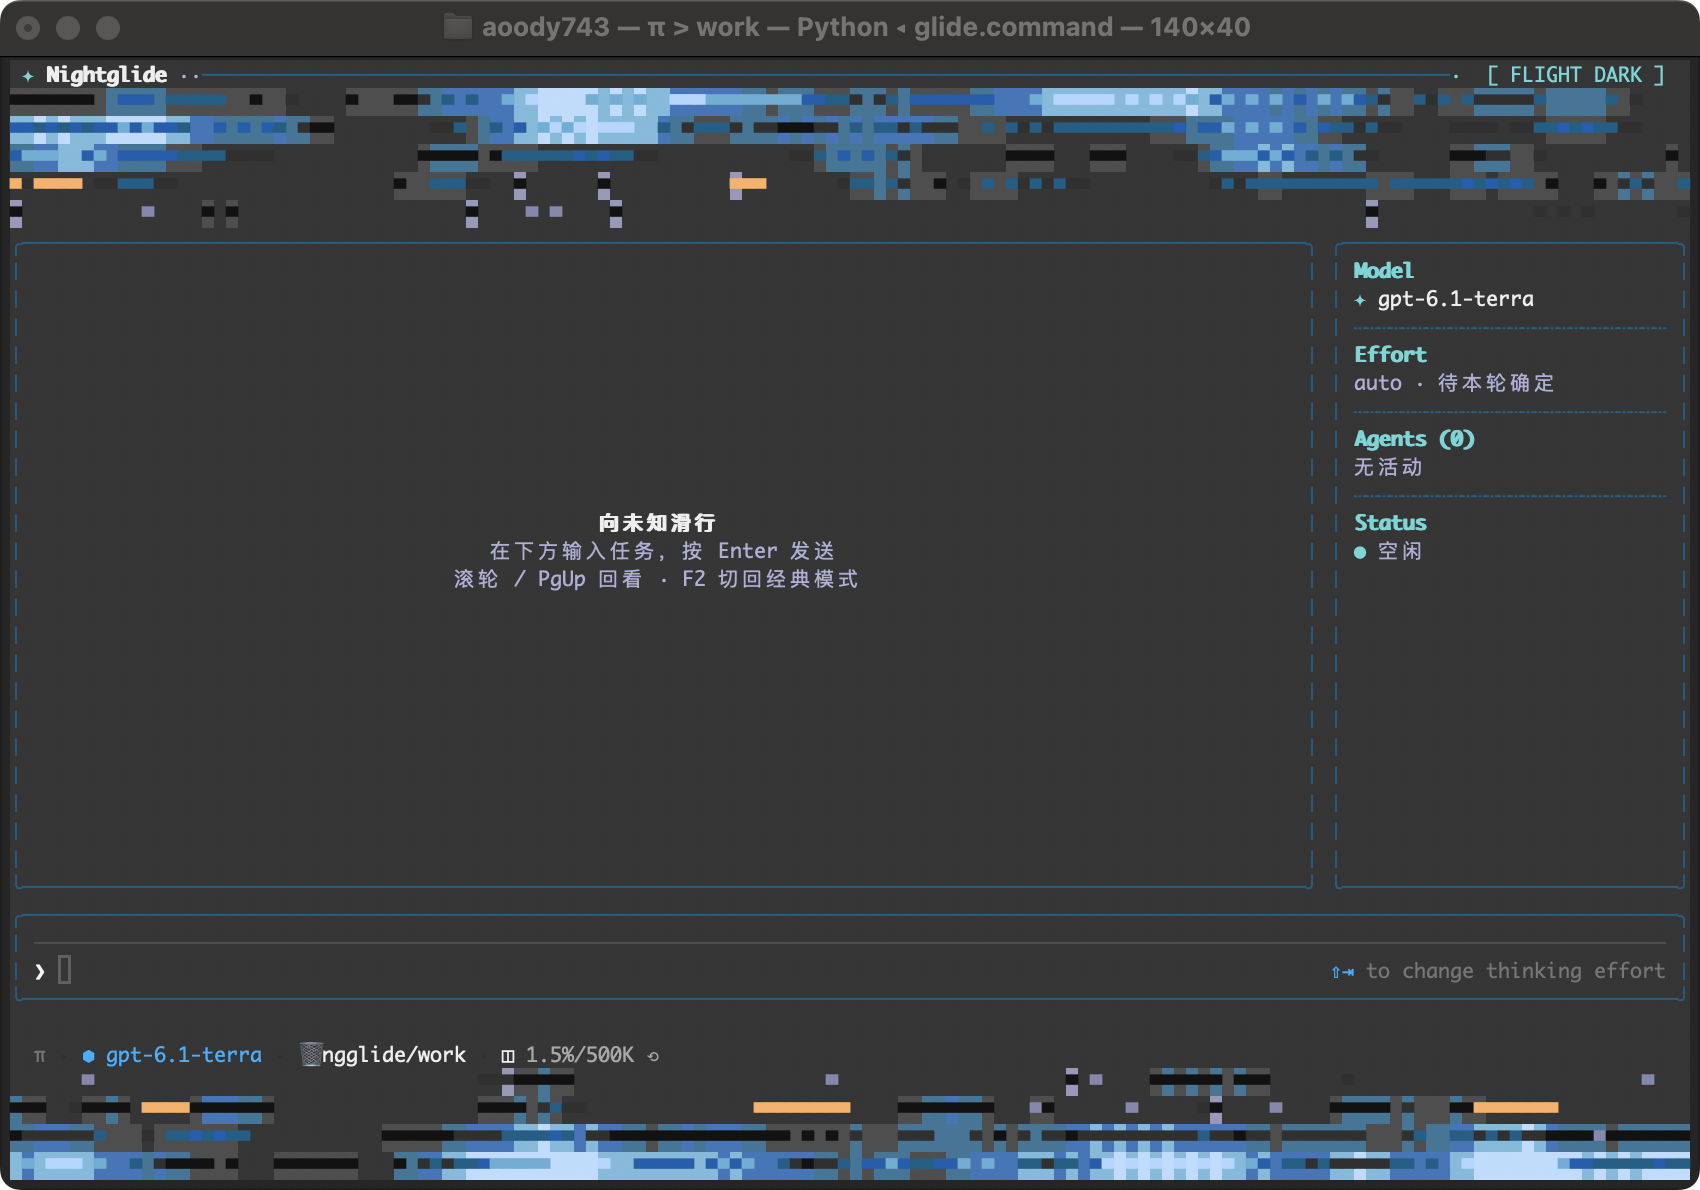 aoody743 — π > work — Python ◂ glide.command — 140×40
✦ Nightglide ·· · [ FLIGHT DARK ]
Model
✦ gpt-6.1-terra
Effort
auto · 待本轮确定
Agents (0)
无活动
Status
● 空闲
向未知滑行
在下方输入任务, 按 Enter 发送
滚轮 / PgUp 回看 · F2 切回经典模式
❯ ⇧⇥ to change thinking effort
π ⬢ gpt-6.1-terra 🗑ngglide/work ◫ 1.5%/500K ⟲